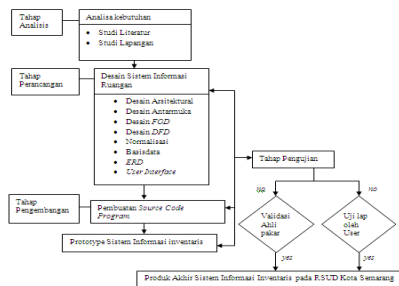 Tahap
Analisis
Analisa kebutuhan
Studi Literatur
Studi Lapangan
Tahap
Perancangan
Desain Sistem Informasi
Ruangan
Desain Arsitektural
Desain Antarmuka
Desain FOD
Desain DFD
Normalisasi
Basisdata
ERD
User Interface
Tahap Pengujian
no
Validasi
Ahli
pakar
Uji lap
oleh
User
Tahap
Pengembangan
Pembuatan Source Code
Program
Prototype Sistem Informasi inventaris
yes
yes
Produk Akhir Sistem Informasi Inventaris pada RSUD Kota Semarang